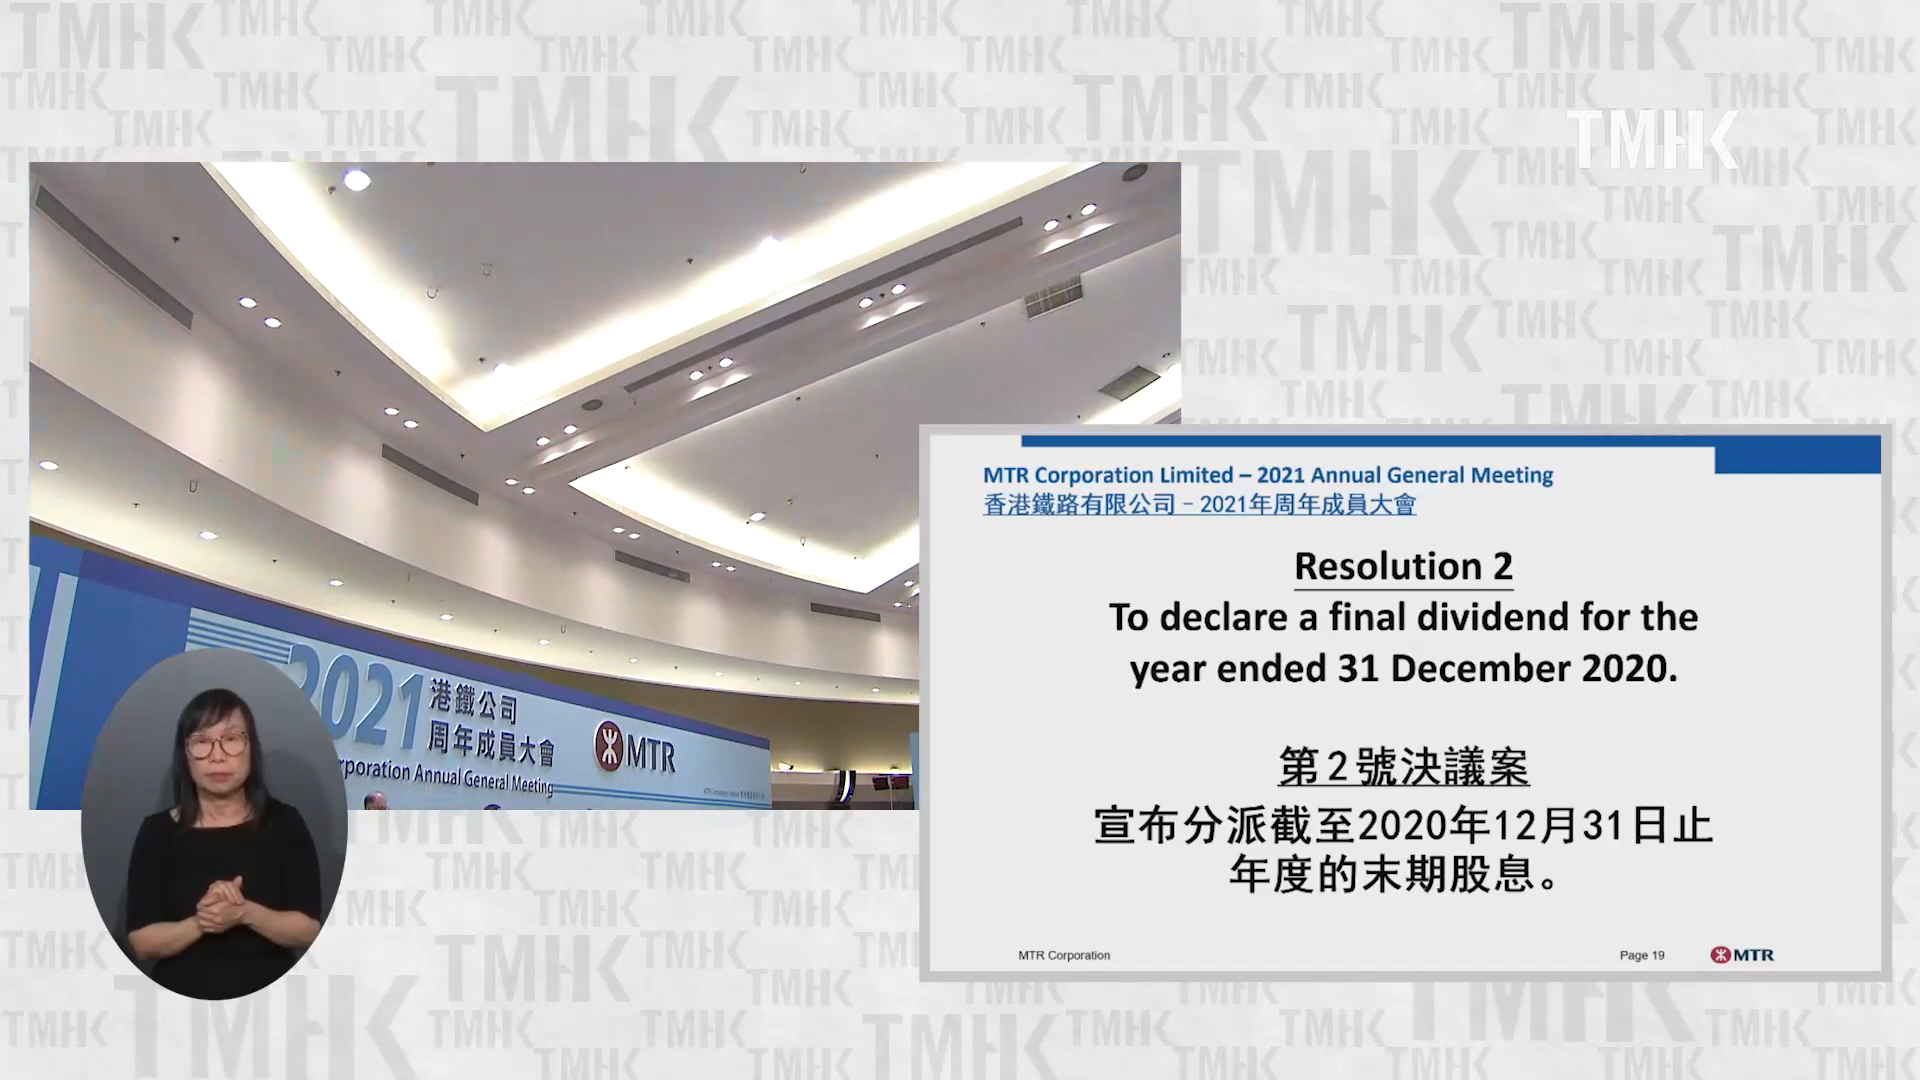 TMHK
2021
港鐵公司
周年成員大會
rporation Annual General Meeting
MTR
MTR Corporation Limited – 2021 Annual General Meeting
香港鐵路有限公司 – 2021年周年成員大會
Resolution 2
To declare a final dividend for the
year ended 31 December 2020.
第2號決議案
宣布分派截至2020年12月31日止
年度的末期股息。
MTR Corporation
Page 19
MTR